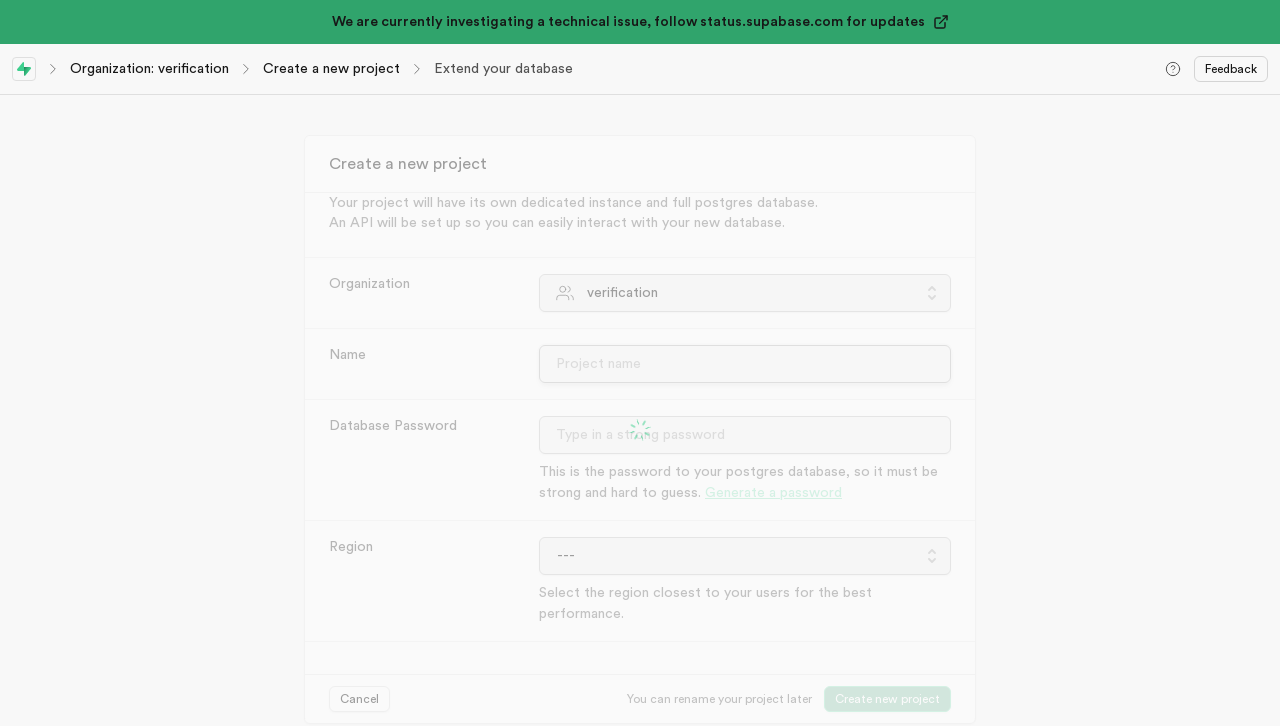 We are currently investigating a technical issue, follow status.supabase.com for updates
Organization: verification
Create a new project
Extend your database
Feedback
Create a new project
Your project will have its own dedicated instance and full postgres database.
An API will be set up so you can easily interact with your new database.
Organization
verification
Name
Project name
Database Password
Type in a strong password
This is the password to your postgres database, so it must be
strong and hard to guess. Generate a password
Region
---
Select the region closest to your users for the best
performance.
Cancel
You can rename your project later
Create new project